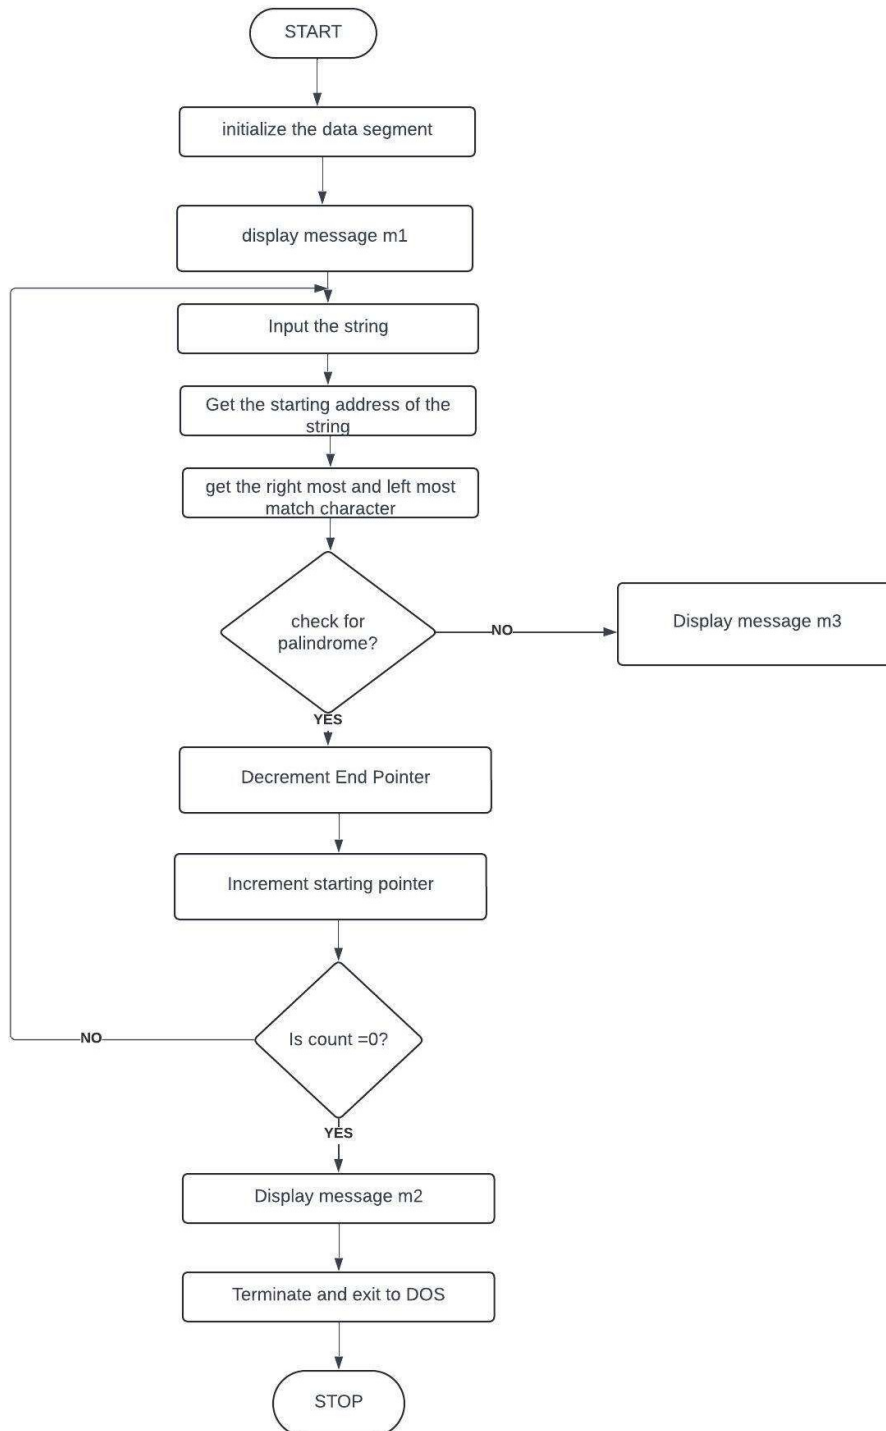 START
initialize the data segment
display message m1
Input the string
Get the starting address of the
string
get the right most and left most
match character
check for
palindrome?
NO
Display message m3
YES
Decrement End Pointer
Increment starting pointer
Is count =0?
NO
YES
Display message m2
Terminate and exit to DOS
STOP